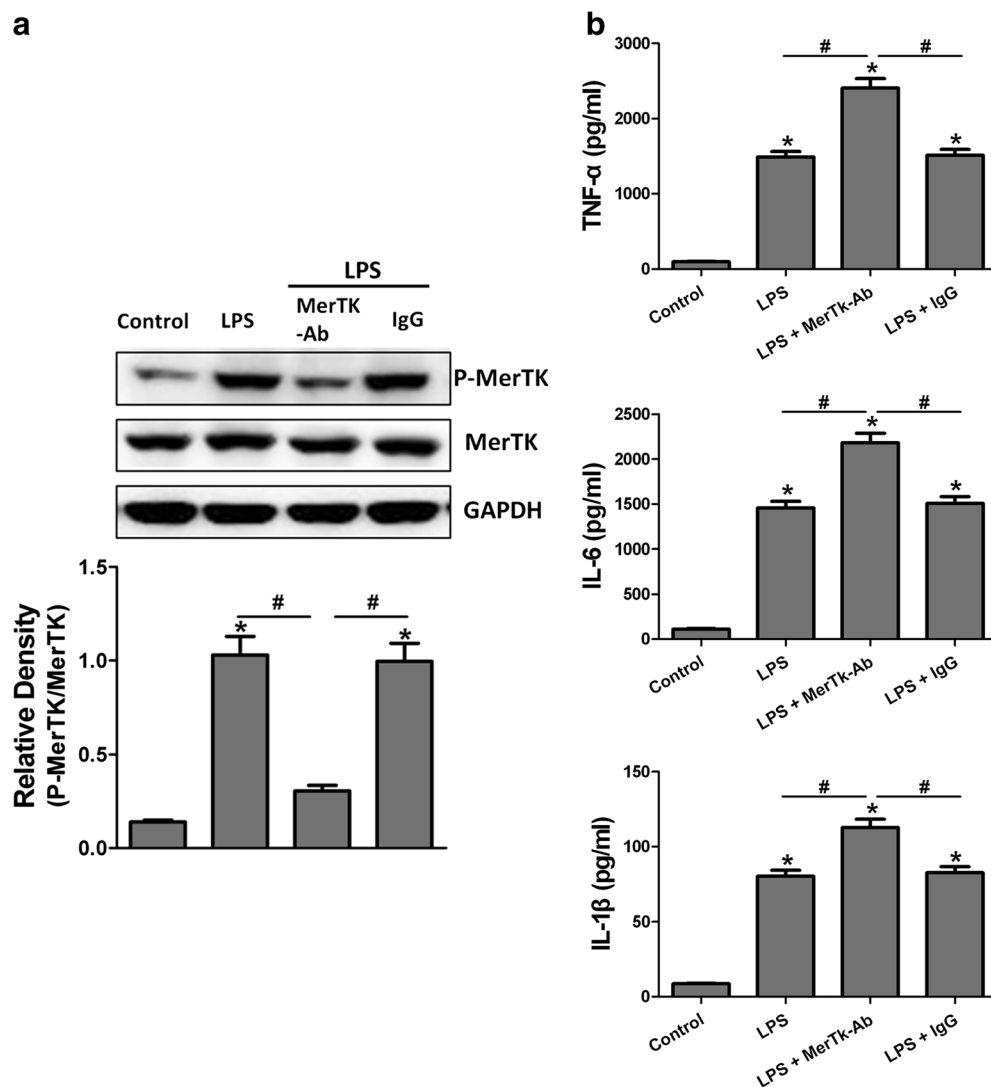 a
LPS
Control
LPS
MerTK
-Ab
IgG
P-MerTK
MerTK
GAPDH
Relative Density
(P-MerTK/MerTK)
1.5
1.0
0.5
0.0
*
#
#
*
b
TNF-α (pg/ml)
3000
2000
1000
0
#
#
*
*
*
Control
LPS
LPS + MerTk-Ab
LPS + IgG
IL-6 (pg/ml)
2500
2000
1500
1000
500
0
#
#
*
*
*
Control
LPS
LPS + MerTk-Ab
LPS + IgG
IL-1β (pg/ml)
150
100
50
0
#
#
*
*
*
Control
LPS
LPS + MerTk-Ab
LPS + IgG